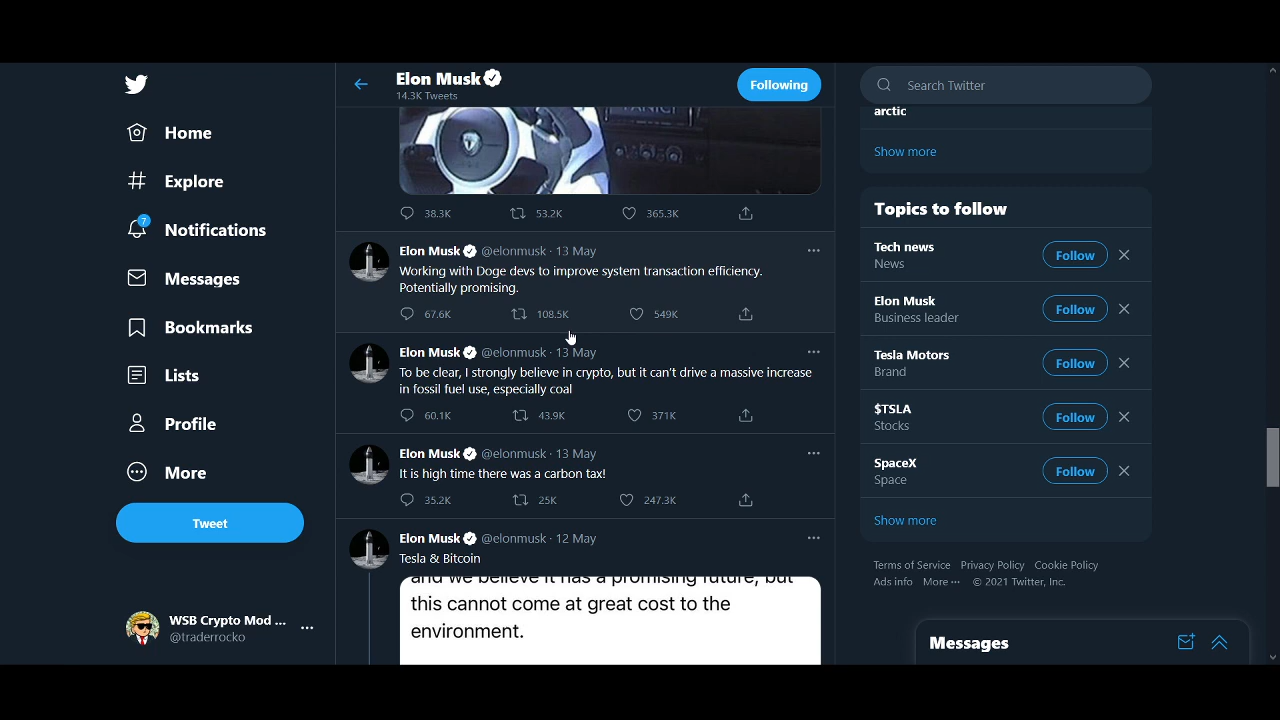 Home
Explore
7
Notifications
Messages
Bookmarks
Lists
Profile
More
Tweet
WSB Crypto Mod ...
@traderrocko
Elon Musk
14.3K Tweets
Following
38.3K 53.2K 365.3K
Elon Musk @elonmusk · 13 May
Working with Doge devs to improve system transaction efficiency.
Potentially promising.
67.6K 108.5K 549K
Elon Musk @elonmusk · 13 May
To be clear, I strongly believe in crypto, but it can't drive a massive increase
in fossil fuel use, especially coal
60.1K 43.9K 371K
Elon Musk @elonmusk · 13 May
It is high time there was a carbon tax!
35.2K 25K 247.3K
Elon Musk @elonmusk · 12 May
Tesla & Bitcoin
and we believe it has a promising future, but
this cannot come at great cost to the
environment.
Search Twitter
arctic
Show more
Topics to follow
Tech news
News
Follow
Elon Musk
Business leader
Follow
Tesla Motors
Brand
Follow
$TSLA
Stocks
Follow
SpaceX
Space
Follow
Show more
Terms of Service Privacy Policy Cookie Policy
Ads info More ··· © 2021 Twitter, Inc.
Messages